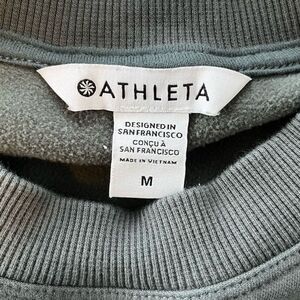 ATHLETA
DESIGNED IN
SAN FRANCISCO
CONÇU À
SAN FRANCISCO
MADE IN VIETNAM
M